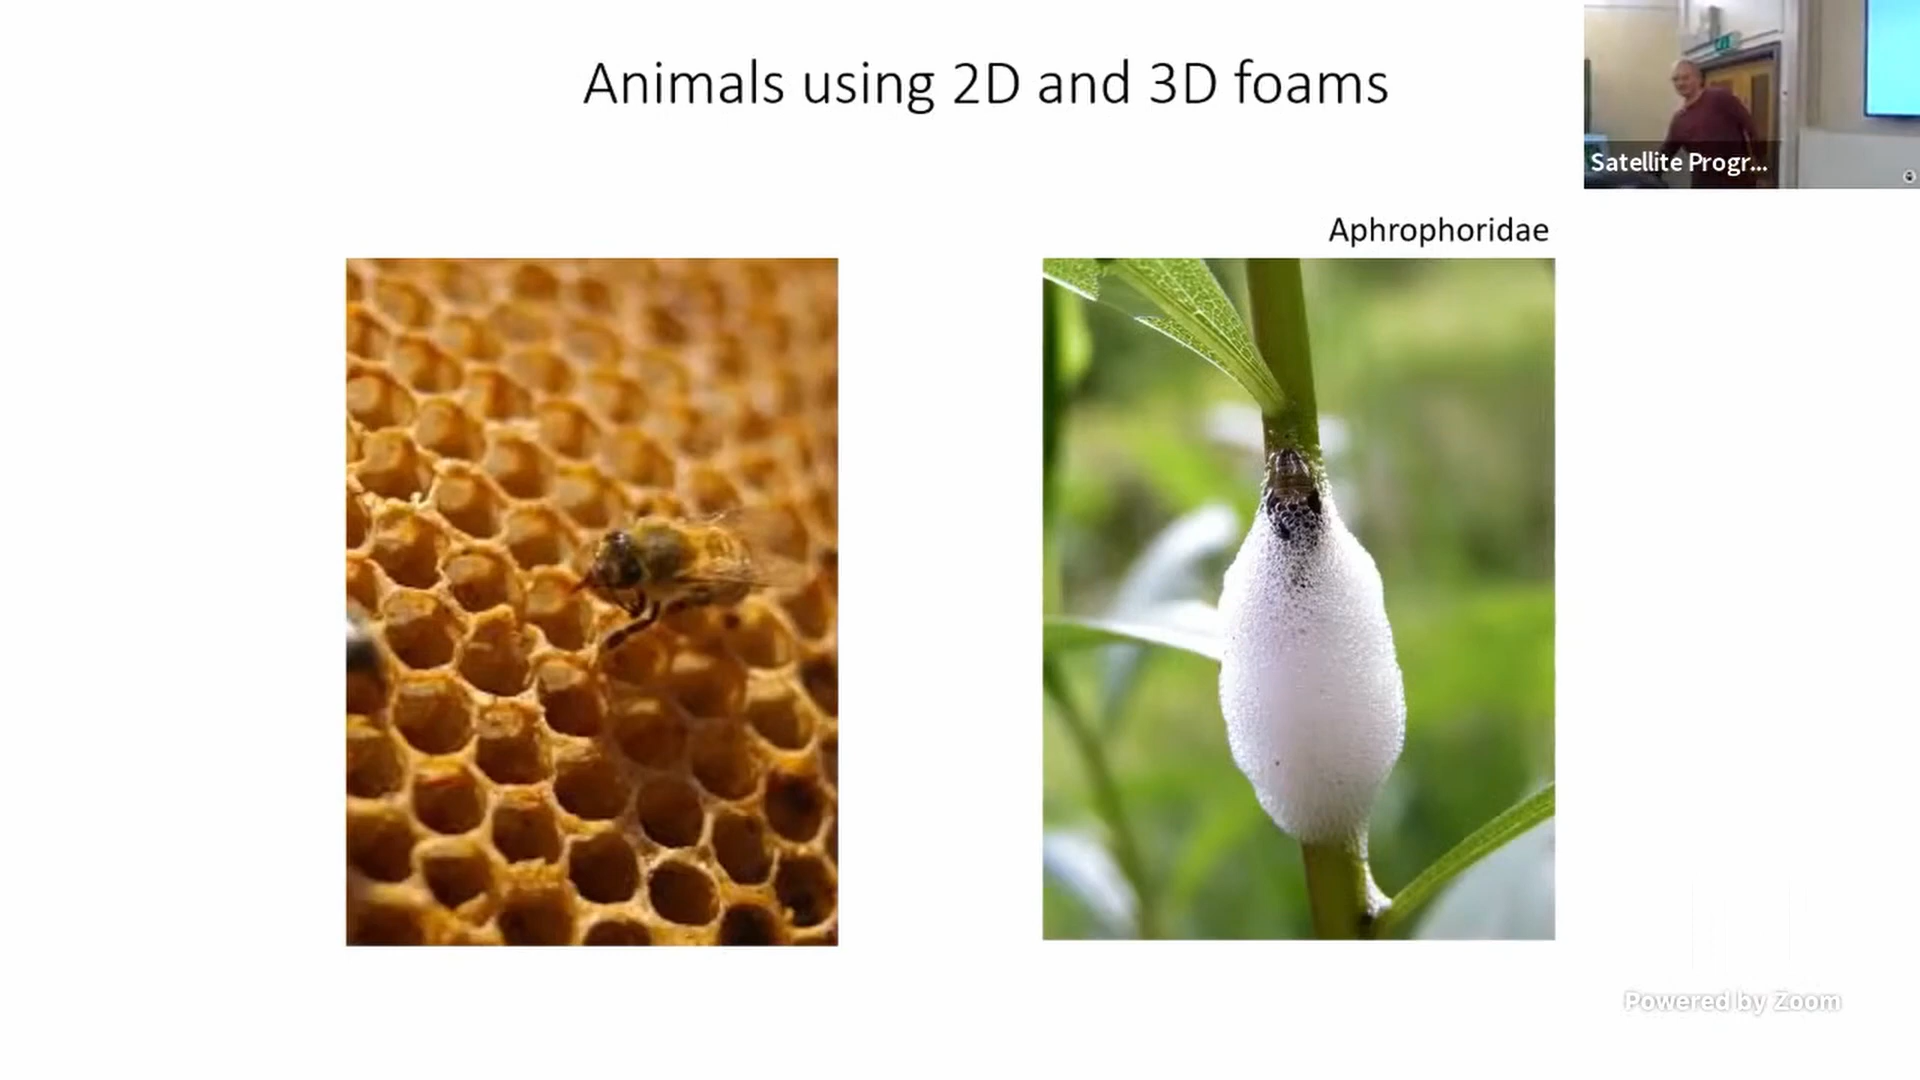 Animals using 2D and 3D foams
Satellite Progr...
Aphrophoridae
Powered by Zoom